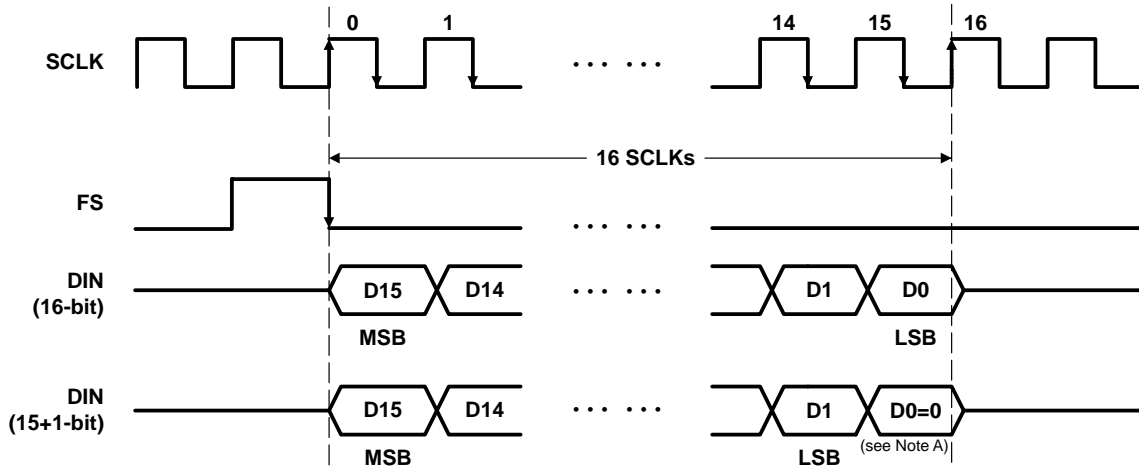 0 1 14 15 16
SCLK ... ... 
16 SCLKs
FS ... ...
DIN
(16-bit)
D15 D14 ... ... D1 D0
MSB LSB
DIN
(15+1-bit)
D15 D14 ... ... D1 D0=0
(see Note A)
MSB LSB